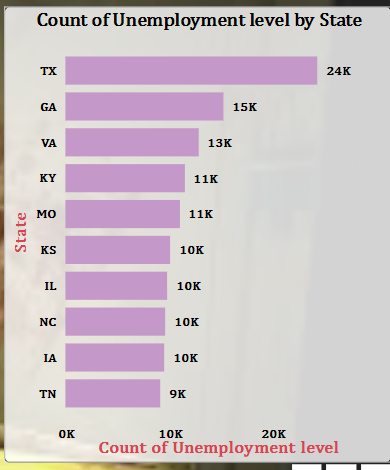 Count of Unemployment level by State
TX 24K
GA 15K
VA 13K
KY 11K
MO 11K
KS 10K
IL 10K
NC 10K
IA 10K
TN 9K
State
0K 10K 20K
Count of Unemployment level